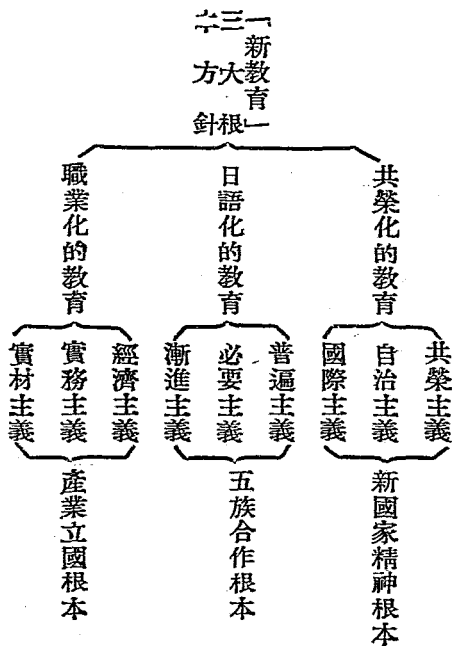 「新教育」
三大根
本方針
共榮化的教育
共榮主義
自治主義
國際主義
新國家精神根本
日語化的教育
普遍主義
必要主義
漸進主義
五族合作根本
職業化的教育
經濟主義
實務主義
實材主義
產業立國根本